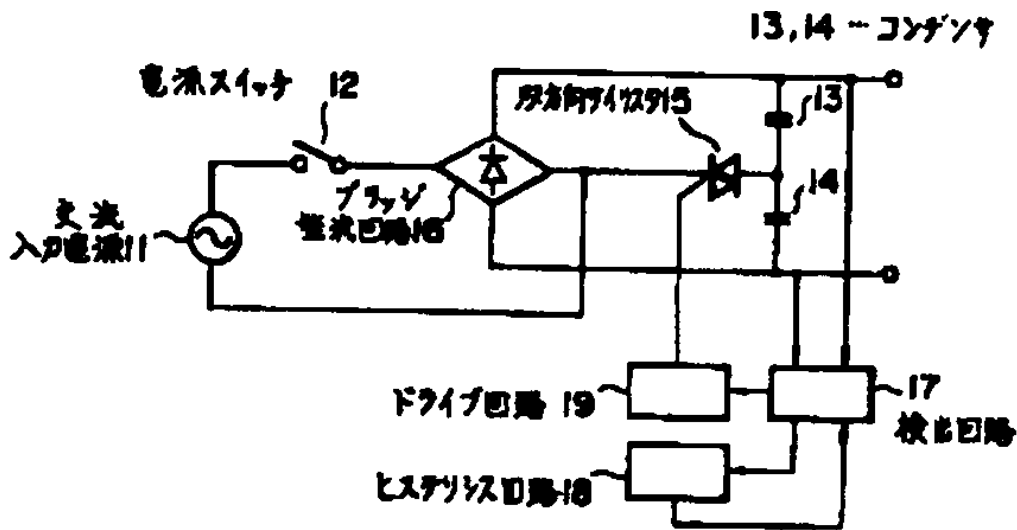 13,14…コンデンサ
電源スイッチ 12
双方向サイリスタ15
13
14
ブリッジ
整流回路16
交流
入力電源11
ドライブ回路 19
17
検出回路
ヒステリシス回路18